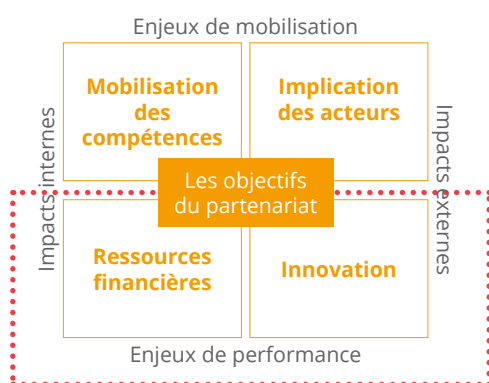 Enjeux de mobilisation
Mobilisation
des
compétences
Implication
des acteurs
Impacts internes
Impacts externes
Les objectifs
du partenariat
Ressources
financières
Innovation
Enjeux de performance